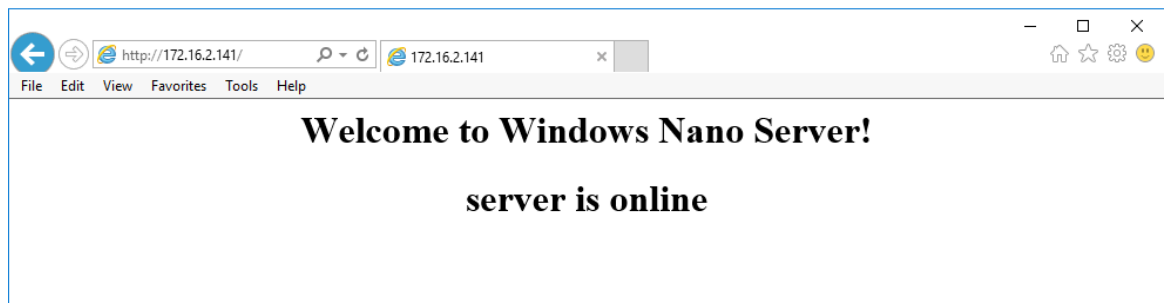 http://172.16.2.141/ 172.16.2.141
File Edit View Favorites Tools Help
Welcome to Windows Nano Server!
server is online